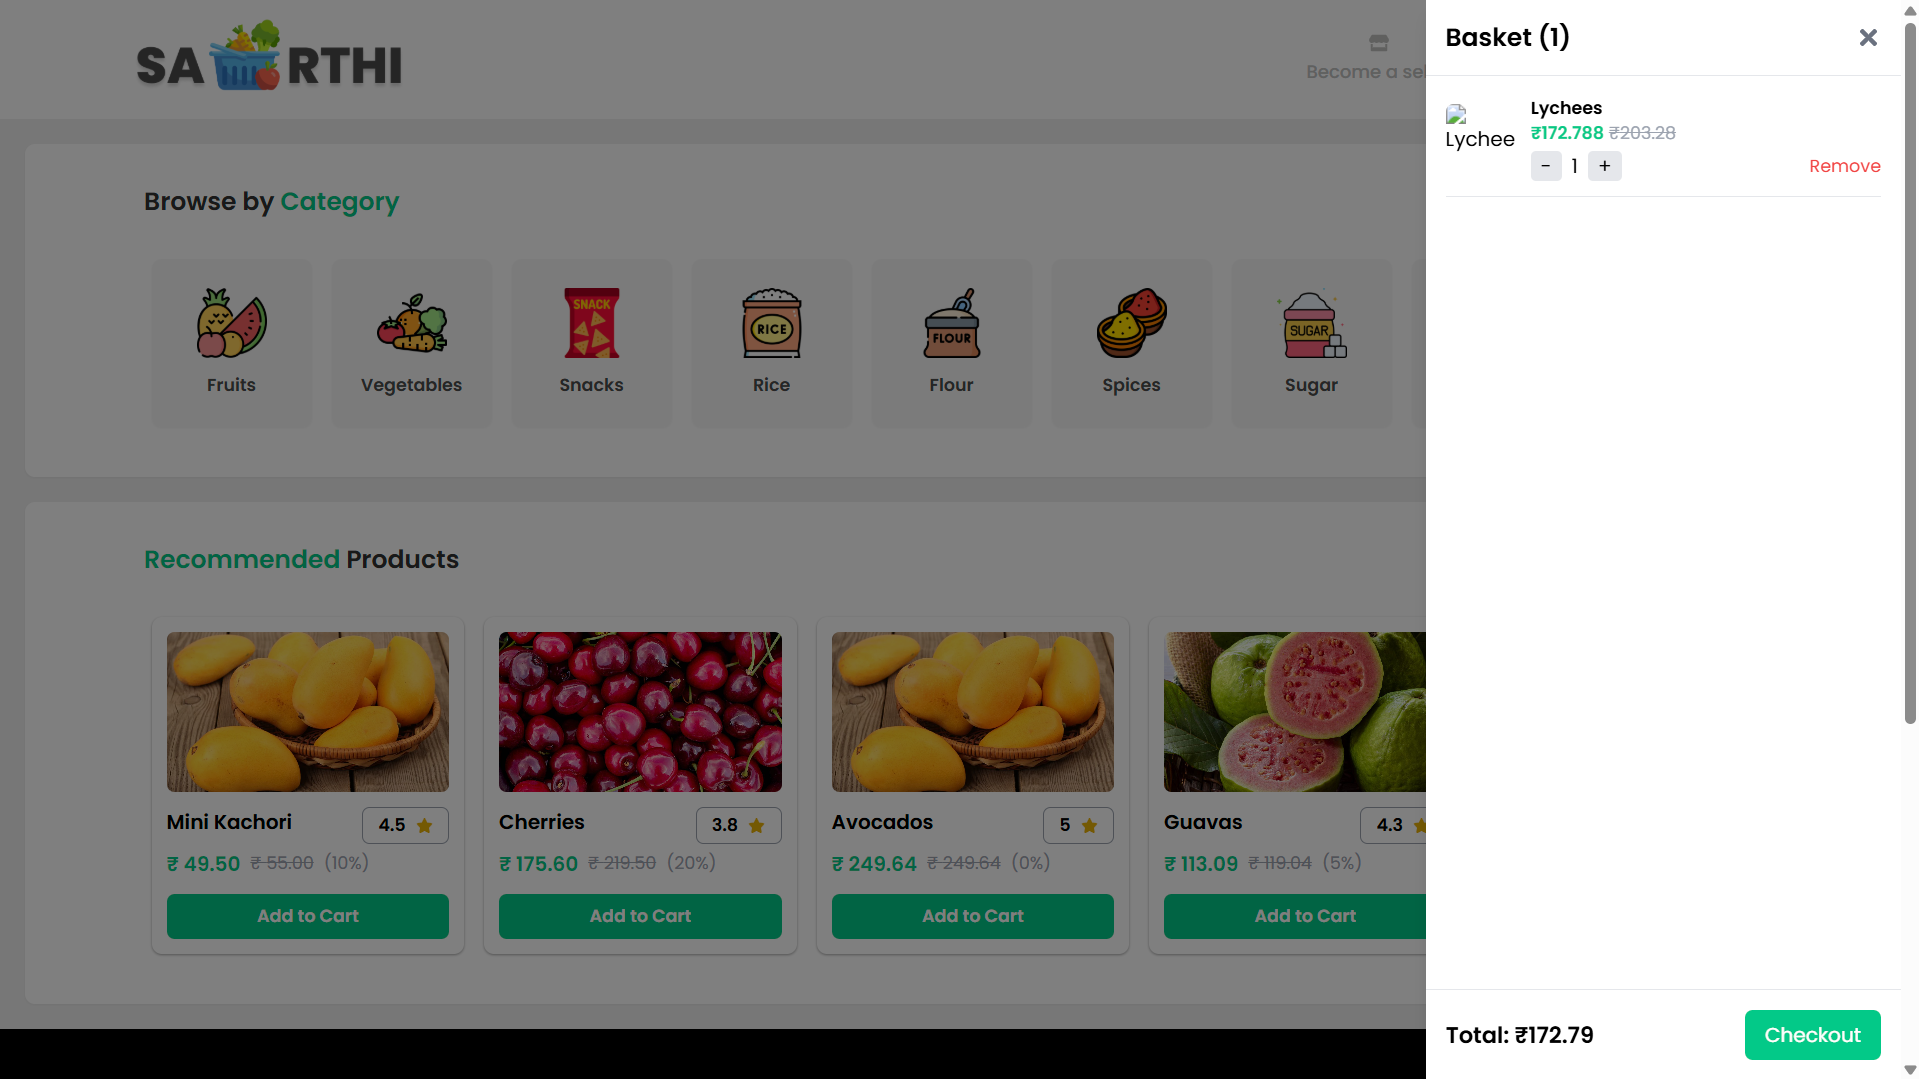 SA RTHI
Become a sel
Browse by Category
SNACK
RICE
FLOUR
SUGAR
Fruits
Vegetables
Snacks
Rice
Flour
Spices
Sugar
Recommended Products
Mini Kachori
4.5
₹ 49.50 ₹ 55.00 (10%)
Add to Cart
Cherries
3.8
₹ 175.60 ₹ 219.50 (20%)
Add to Cart
Avocados
5
₹ 249.64 ₹ 249.64 (0%)
Add to Cart
Guavas
4.3
₹ 113.09 ₹ 119.04 (5%)
Add to Cart
Basket (1)
Lychee
Lychees
₹172.788 ₹203.28
- 1 +
Remove
Total: ₹172.79
Checkout